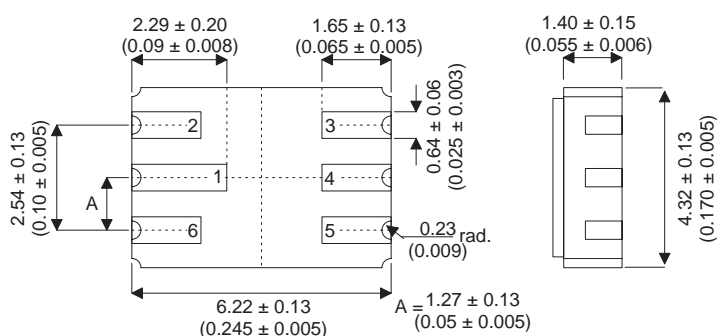 2.29 ± 0.20
(0.09 ± 0.008)
1.65 ± 0.13
(0.065 ± 0.005)
1.40 ± 0.15
(0.055 ± 0.006)
2
3
0.64 ± 0.06
(0.025 ± 0.003)
2.54 ± 0.13
(0.10 ± 0.005)
A
1
4
4.32 ± 0.13
(0.170 ± 0.005)
6
5
0.23
(0.009)
rad.
6.22 ± 0.13
(0.245 ± 0.005)
A = 1.27 ± 0.13
(0.05 ± 0.005)